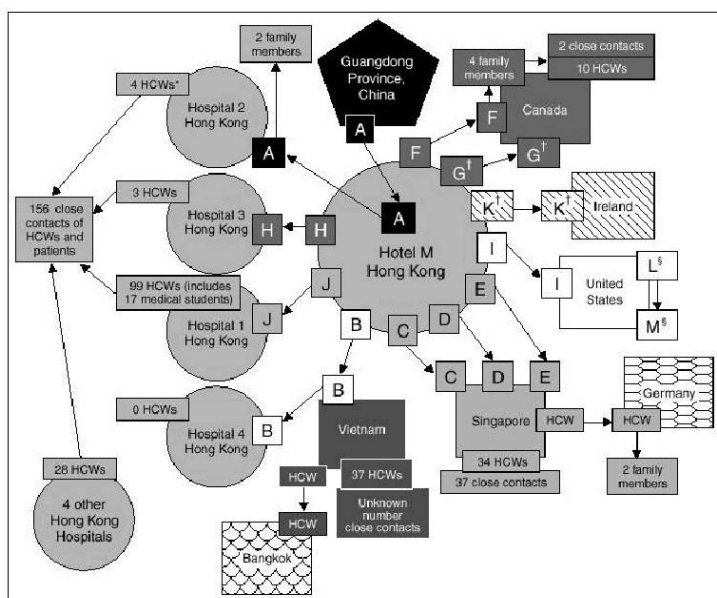 2 family
members
Guangdong
Province,
China
A
4 family
members
2 close contacts
10 HCWs
Canada
F
G†
4 HCWs*
Hospital 2
Hong Kong
A
F
G†
3 HCWs
Hospital 3
Hong Kong
H
H
A
Hotel M
Hong Kong
K†
K†
Ireland
156 close
contacts of
HCWs and
patients
I
I
United
States
L§
M§
99 HCWs (includes
17 medical students)
Hospital 1
Hong Kong
J
J
B
C
D
E
0 HCWs
Hospital 4
Hong Kong
B
B
Vietnam
37 HCWs
Unknown
number
close contacts
HCW
HCW
Bangkok
C
D
E
Singapore
HCW
34 HCWs
37 close contacts
HCW
Germany
2 family
members
28 HCWs
4 other
Hong Kong
Hospitals